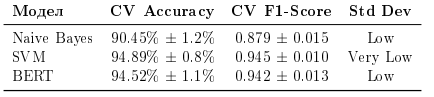 Модел CV Accuracy CV F1-Score Std Dev
Naive Bayes 90.45% ± 1.2% 0.879 ± 0.015 Low
SVM 94.89% ± 0.8% 0.945 ± 0.010 Very Low
BERT 94.52% ± 1.1% 0.942 ± 0.013 Low